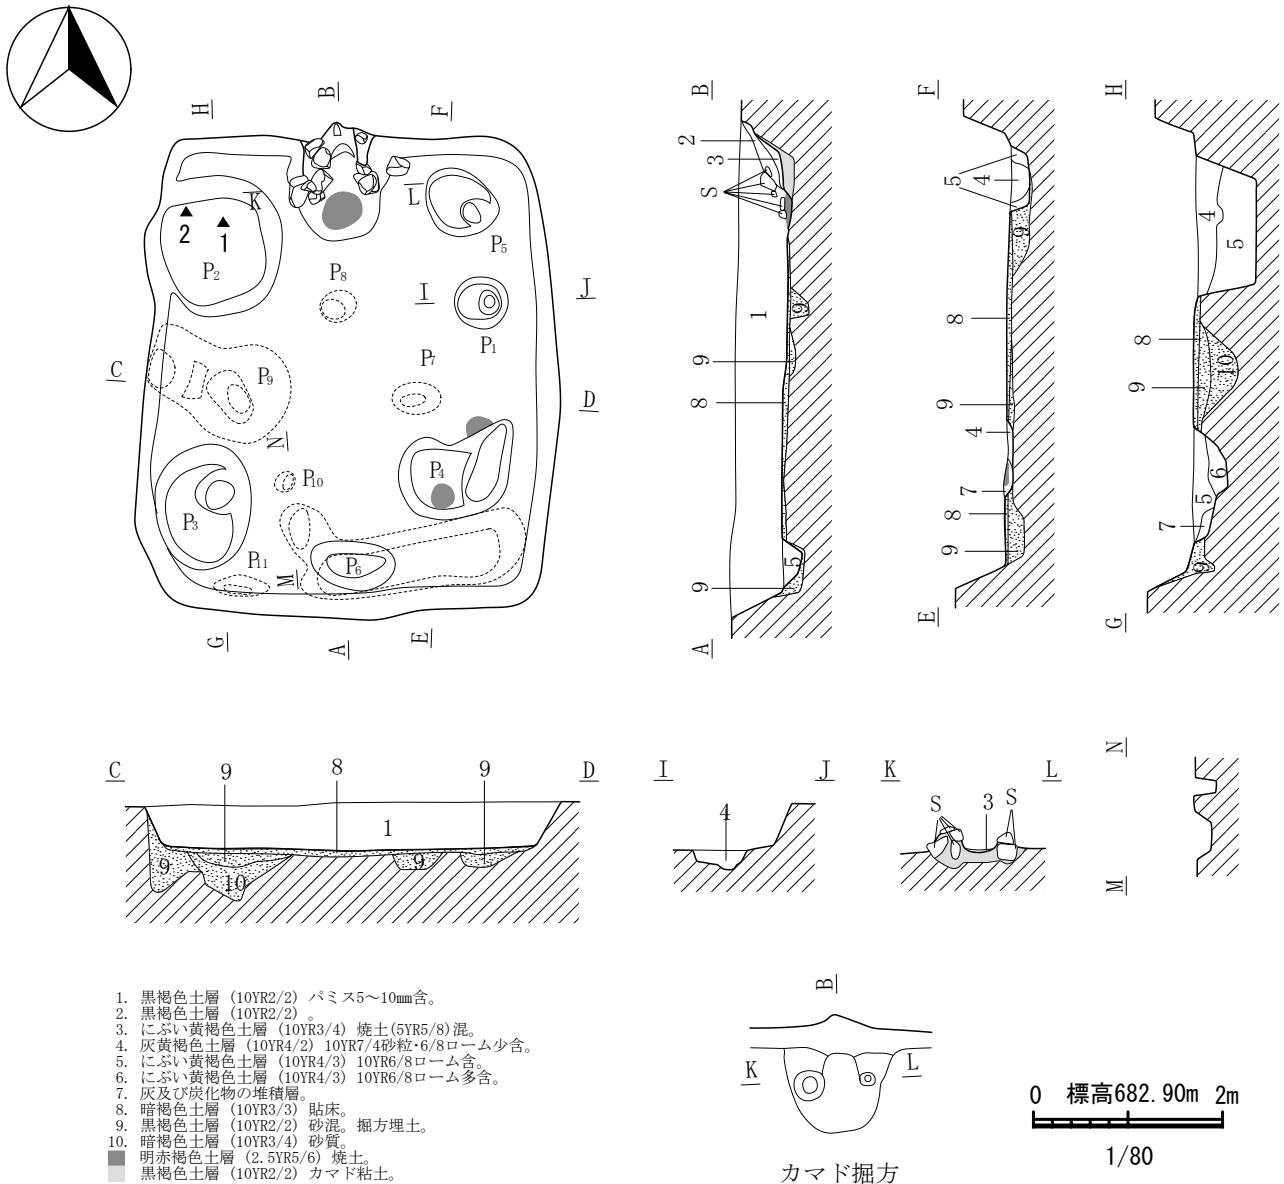 H
B
F
K
L
2
1
P2
P5
P8
I
J
P1
C
P7
P9
D
N
P4
P10
P3
P11
M
P6
G
A
E
B
2
3
S
1
9
9
8
5
9
A
F
5
4
9
8
9
4
7
8
9
E
H
4
5
8
10
9
6
5
7
9
G
C
9
8
9
D
1
9
10
9
I
J
4
K
L
S
3
S
N
M
1. 黒褐色土層 (10YR2/2) パミス5〜10㎜含。
2. 黒褐色土層 (10YR2/2) 。
3. にぶい黄褐色土層 (10YR3/4) 焼土(5YR5/8)混。
4. 灰黄褐色土層 (10YR4/2) 10YR7/4砂粒・6/8ローム少含。
5. にぶい黄褐色土層 (10YR4/3) 10YR6/8ローム含。
6. にぶい黄褐色土層 (10YR4/3) 10YR6/8ローム多含。
7. 灰及び炭化物の堆積層。
8. 暗褐色土層 (10YR3/3) 貼床。
9. 黒褐色土層 (10YR2/2) 砂混。掘方埋土。
10. 暗褐色土層 (10YR3/4) 砂質。
明赤褐色土層 (2.5YR5/6) 焼土。
黒褐色土層 (10YR2/2) カマド粘土。
B
K
L
カマド掘方
0 標高682.90m 2m
1/80